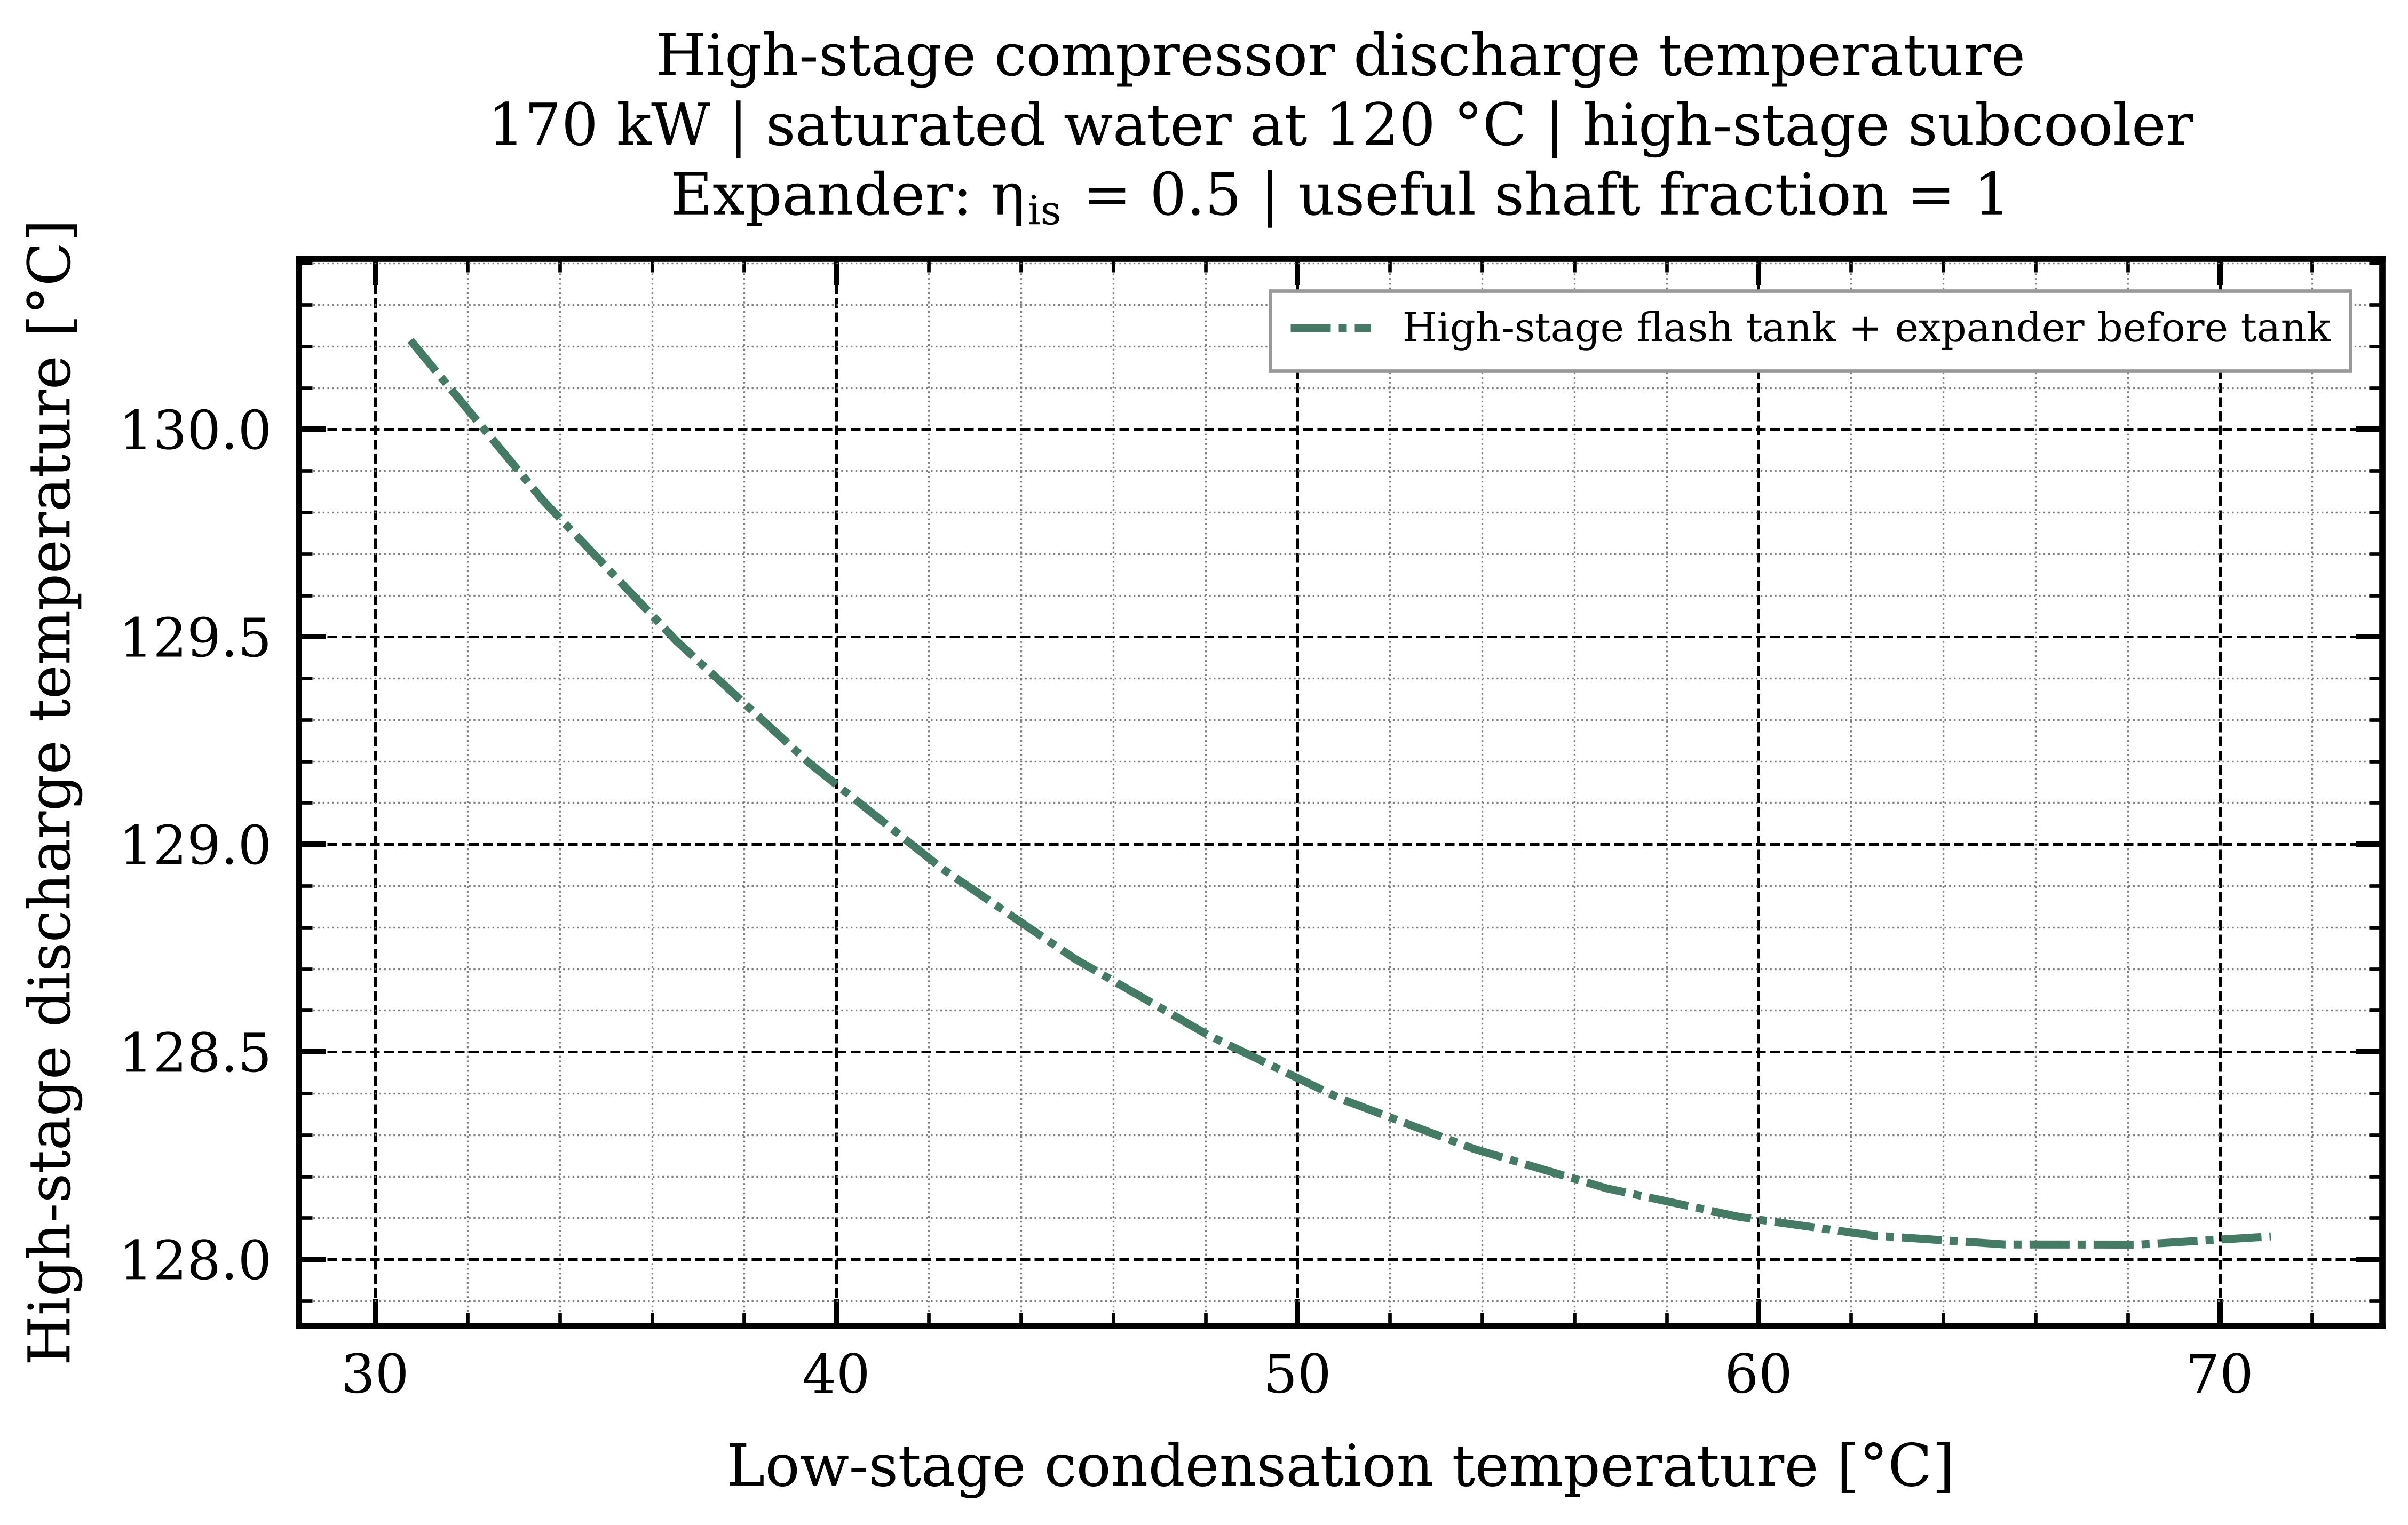 High-stage compressor discharge temperature
170 kW | saturated water at 120 °C | high-stage subcooler
Expander: ηis = 0.5 | useful shaft fraction = 1
High-stage discharge temperature [°C]
High-stage flash tank + expander before tank
130.0
129.5
129.0
128.5
128.0
30 40 50 60 70
Low-stage condensation temperature [°C]